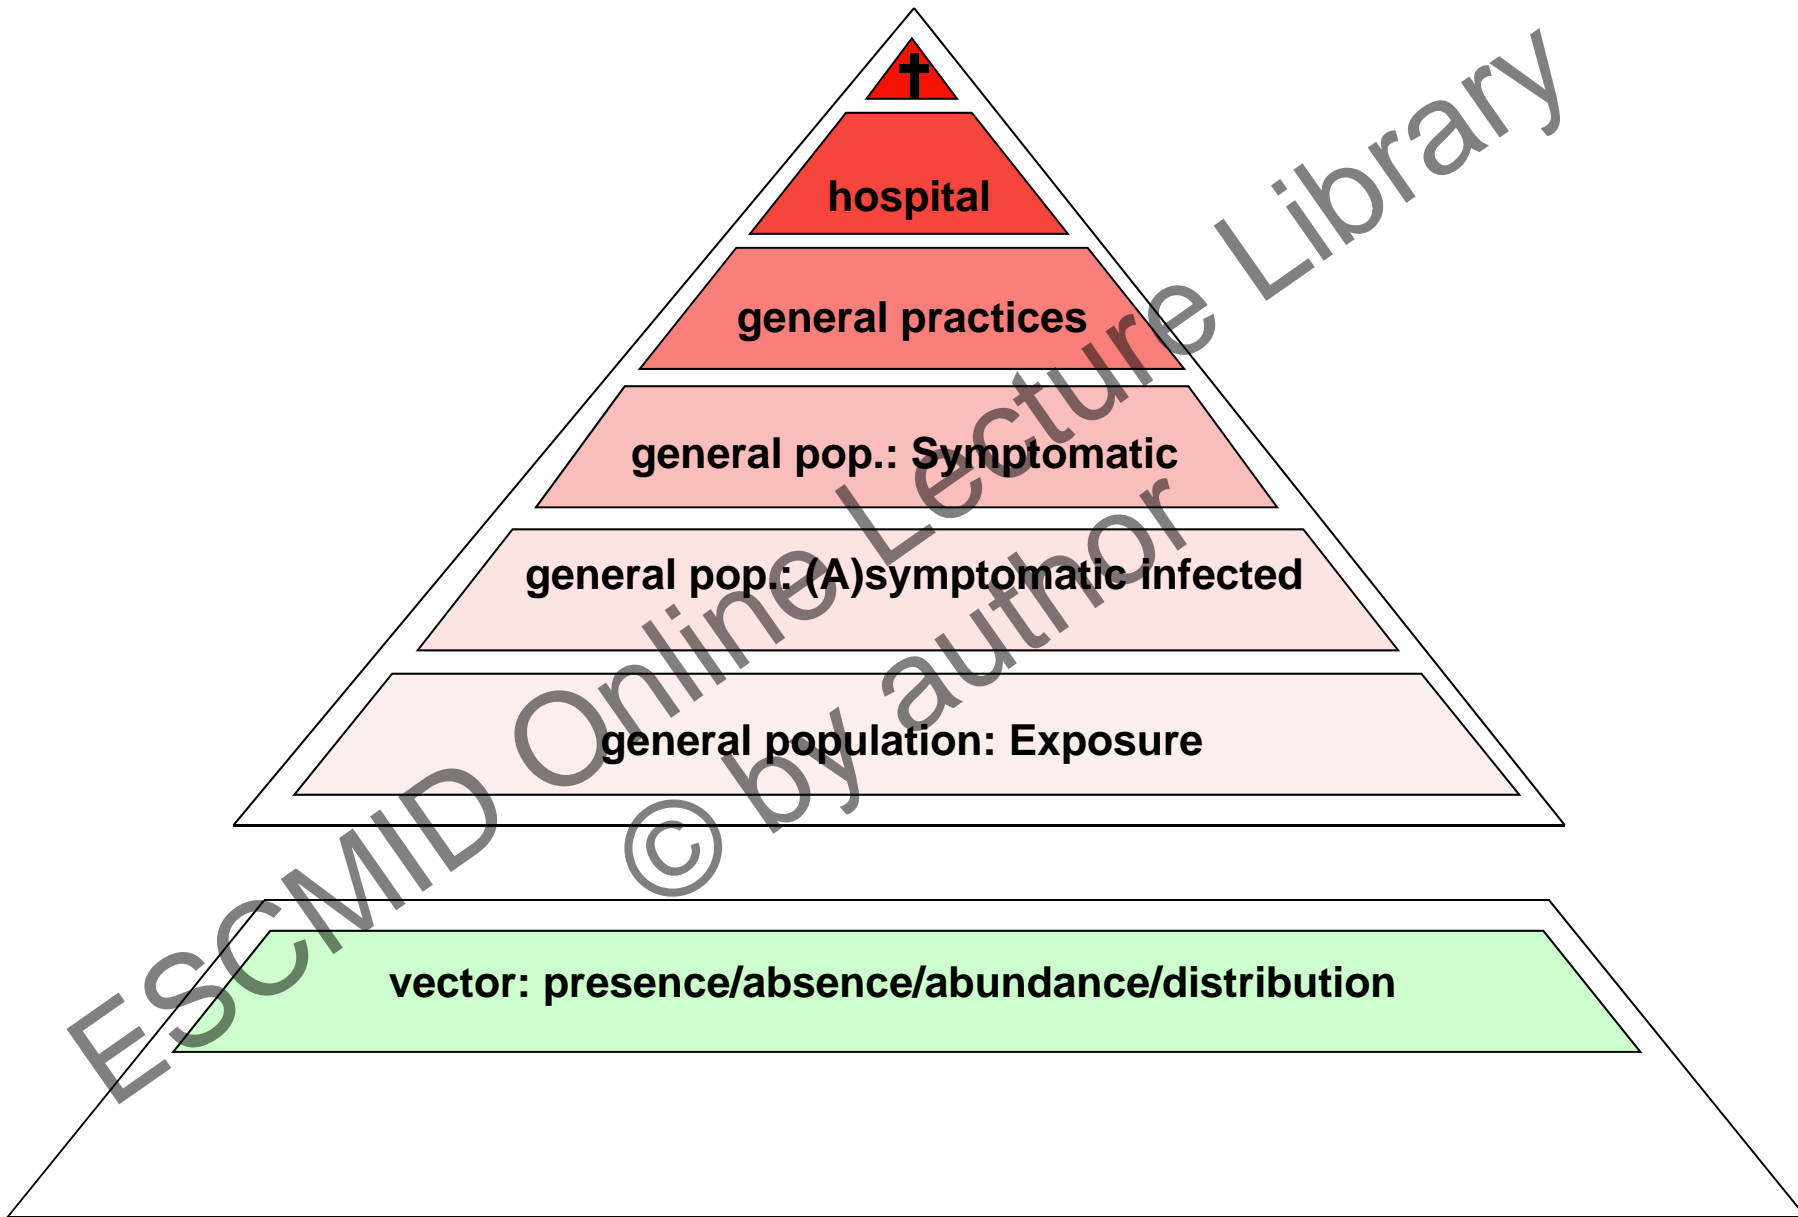 ✝
hospital
general practices
general pop.: Symptomatic
general pop.: (A)symptomatic infected
general population: Exposure
vector: presence/absence/abundance/distribution
ESCMID Online Lecture Library
© by author